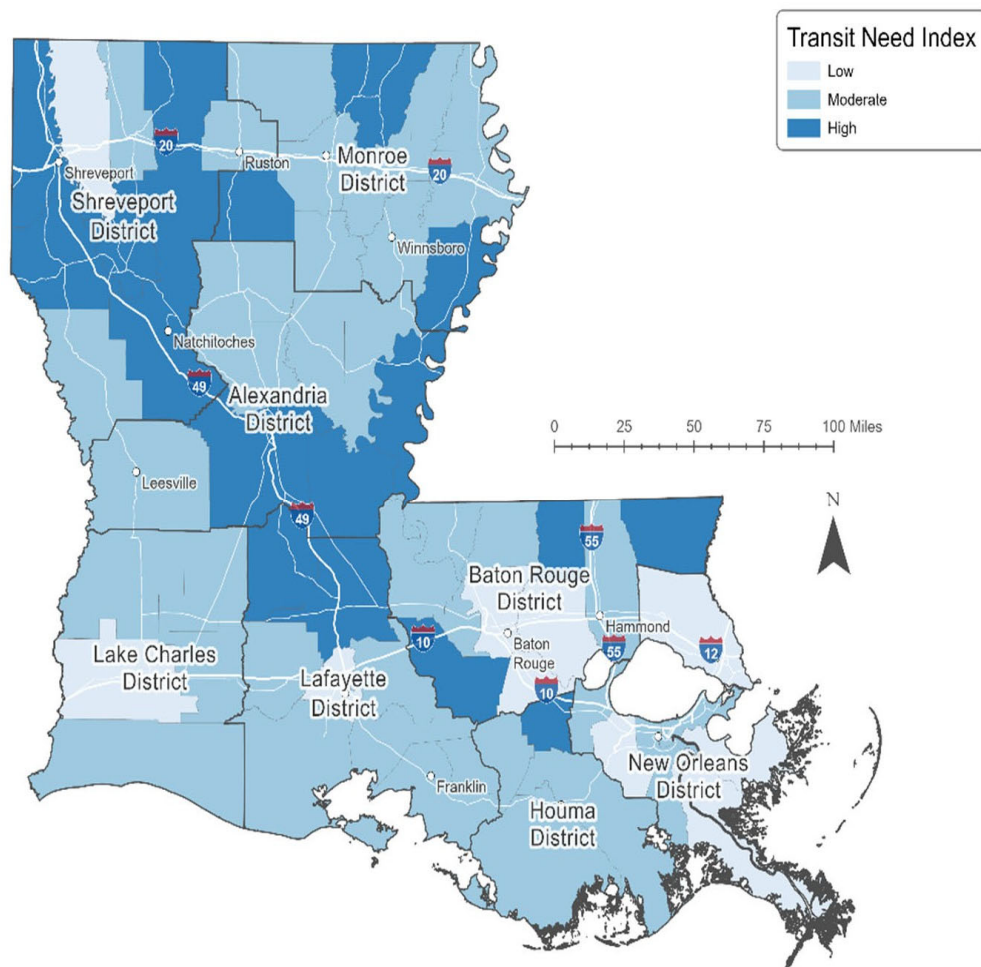 Transit Need Index
Low
Moderate
High
20
Ruston
Monroe
District
20
Shreveport
Shreveport
District
Winnsboro
Natchitoches
49
Alexandria
District
0 25 50 75 100 Miles
Leesville
49
N
55
Baton Rouge
District
Hammond
10
Baton
Rouge
55
12
Lake Charles
District
Lafayette
District
10
New Orleans
District
Franklin
Houma
District